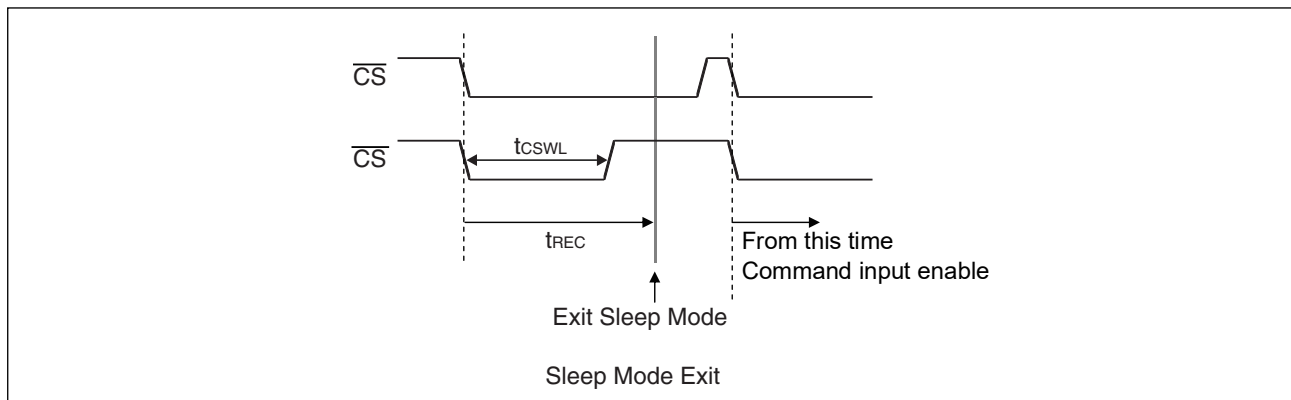 CS
CS
tCSWL
tREC
From this time
Command input enable
Exit Sleep Mode
Sleep Mode Exit